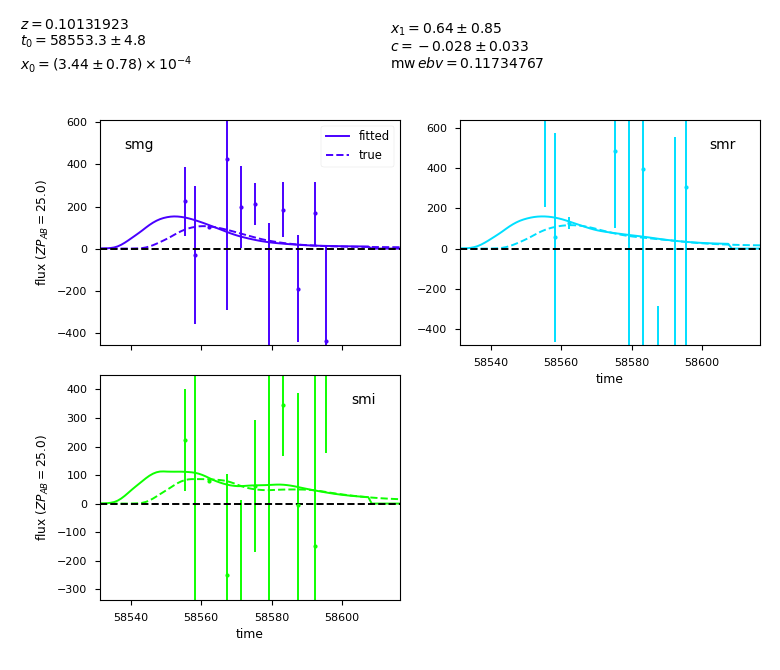 z = 0.10131923
t₀ = 58553.3 ± 4.8
x₀ = (3.44 ± 0.78) × 10⁻⁴
x₁ = 0.64 ± 0.85
c = −0.028 ± 0.033
mw ebv = 0.11734767
600
400
200
0
−200
−400
flux (ZP_AB = 25.0)
smg
fitted
true
600
400
200
0
−200
−400
smr
58540
58560
58580
58600
time
400
300
200
100
0
−100
−200
−300
flux (ZP_AB = 25.0)
smi
58540
58560
58580
58600
time